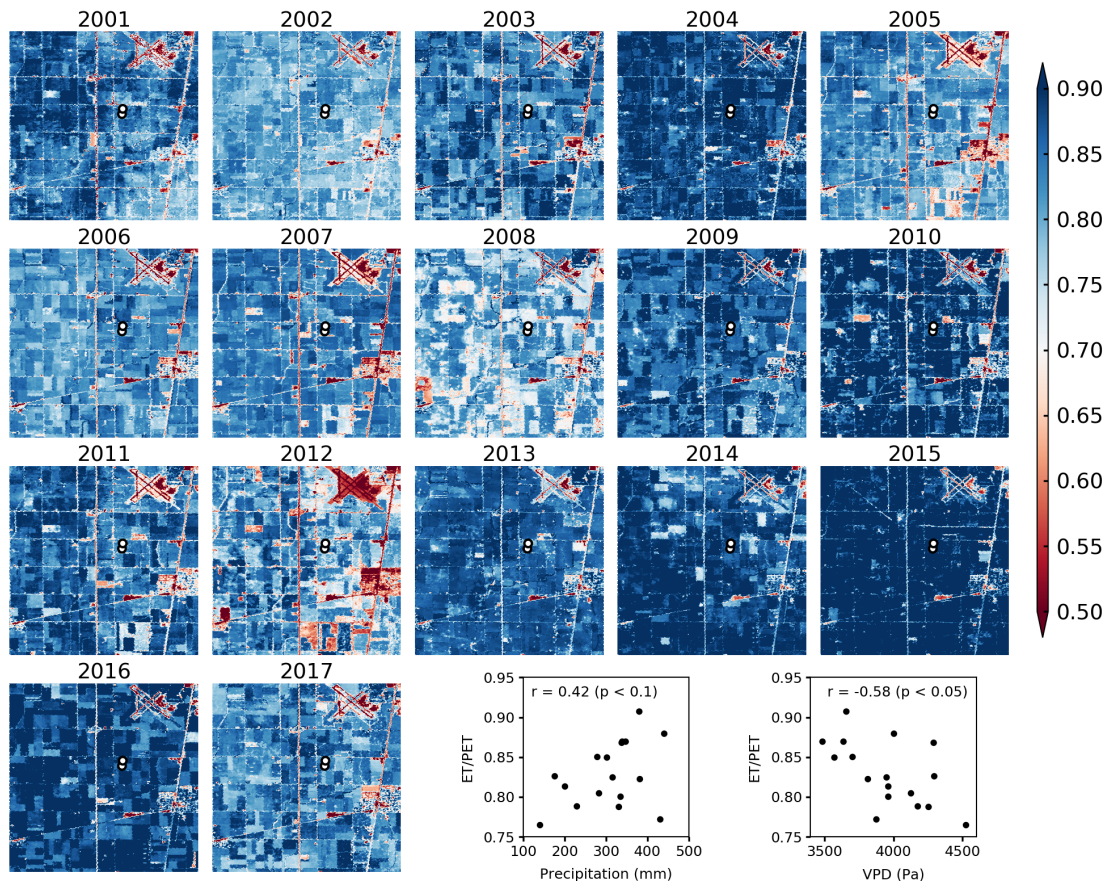 2001 2002 2003 2004 2005
0.90
0.85
0.80
0.75
0.70
0.65
0.60
0.55
0.50
2006 2007 2008 2009 2010
2011 2012 2013 2014 2015
2016 2017
0.95
0.90
0.85
0.80
0.75
ET/PET
r = 0.42 (p < 0.1)
100 200 300 400 500
Precipitation (mm)
0.95
0.90
0.85
0.80
0.75
ET/PET
r = -0.58 (p < 0.05)
3500 4000 4500
VPD (Pa)